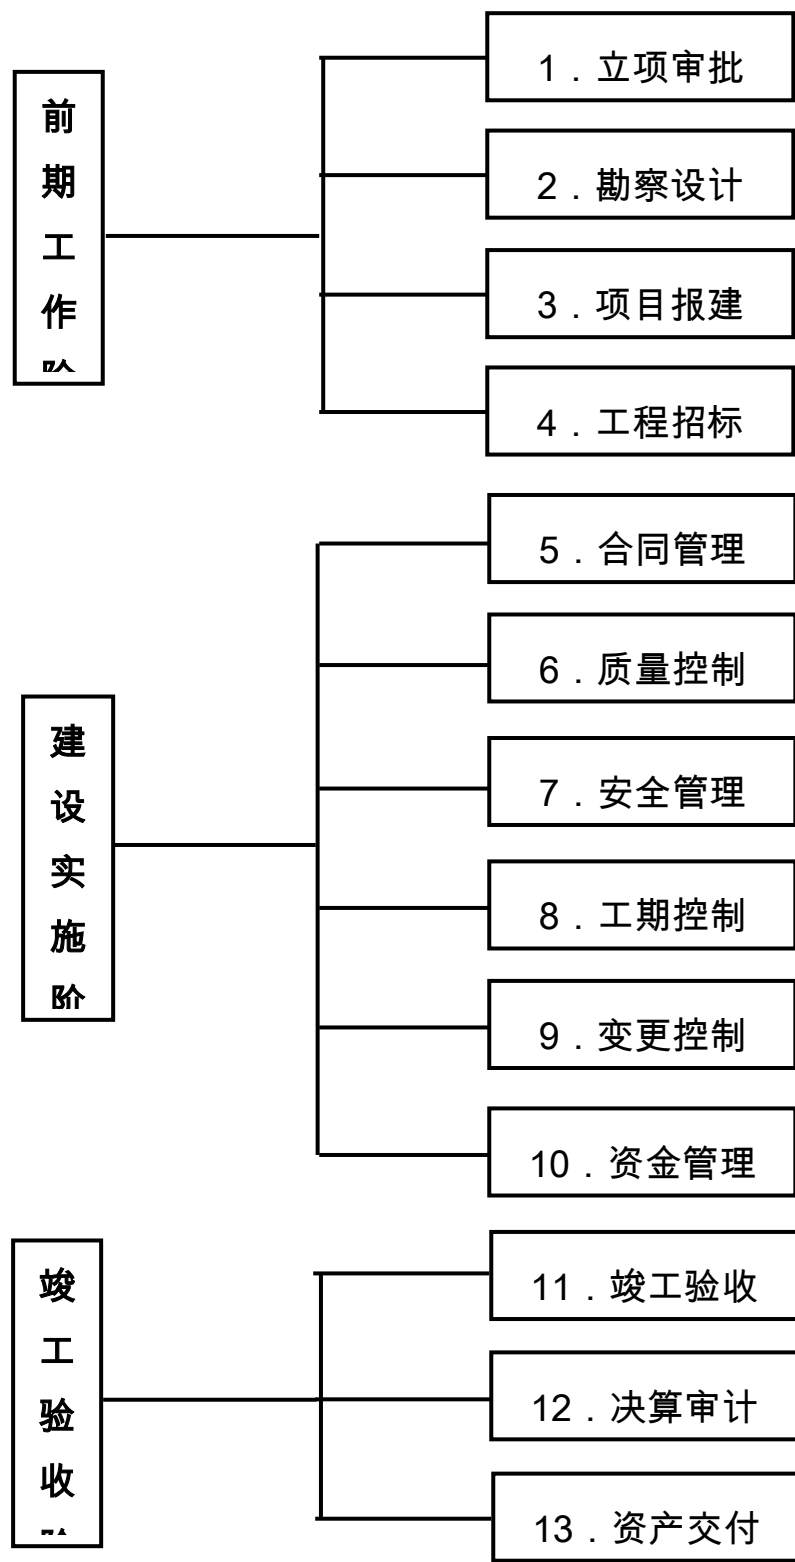 前期工作阶
1．立项审批
2．勘察设计
3．项目报建
4．工程招标
建设实施阶
5．合同管理
6．质量控制
7．安全管理
8．工期控制
9．变更控制
10．资金管理
竣工验收
11．竣工验收
12．决算审计
13．资产交付